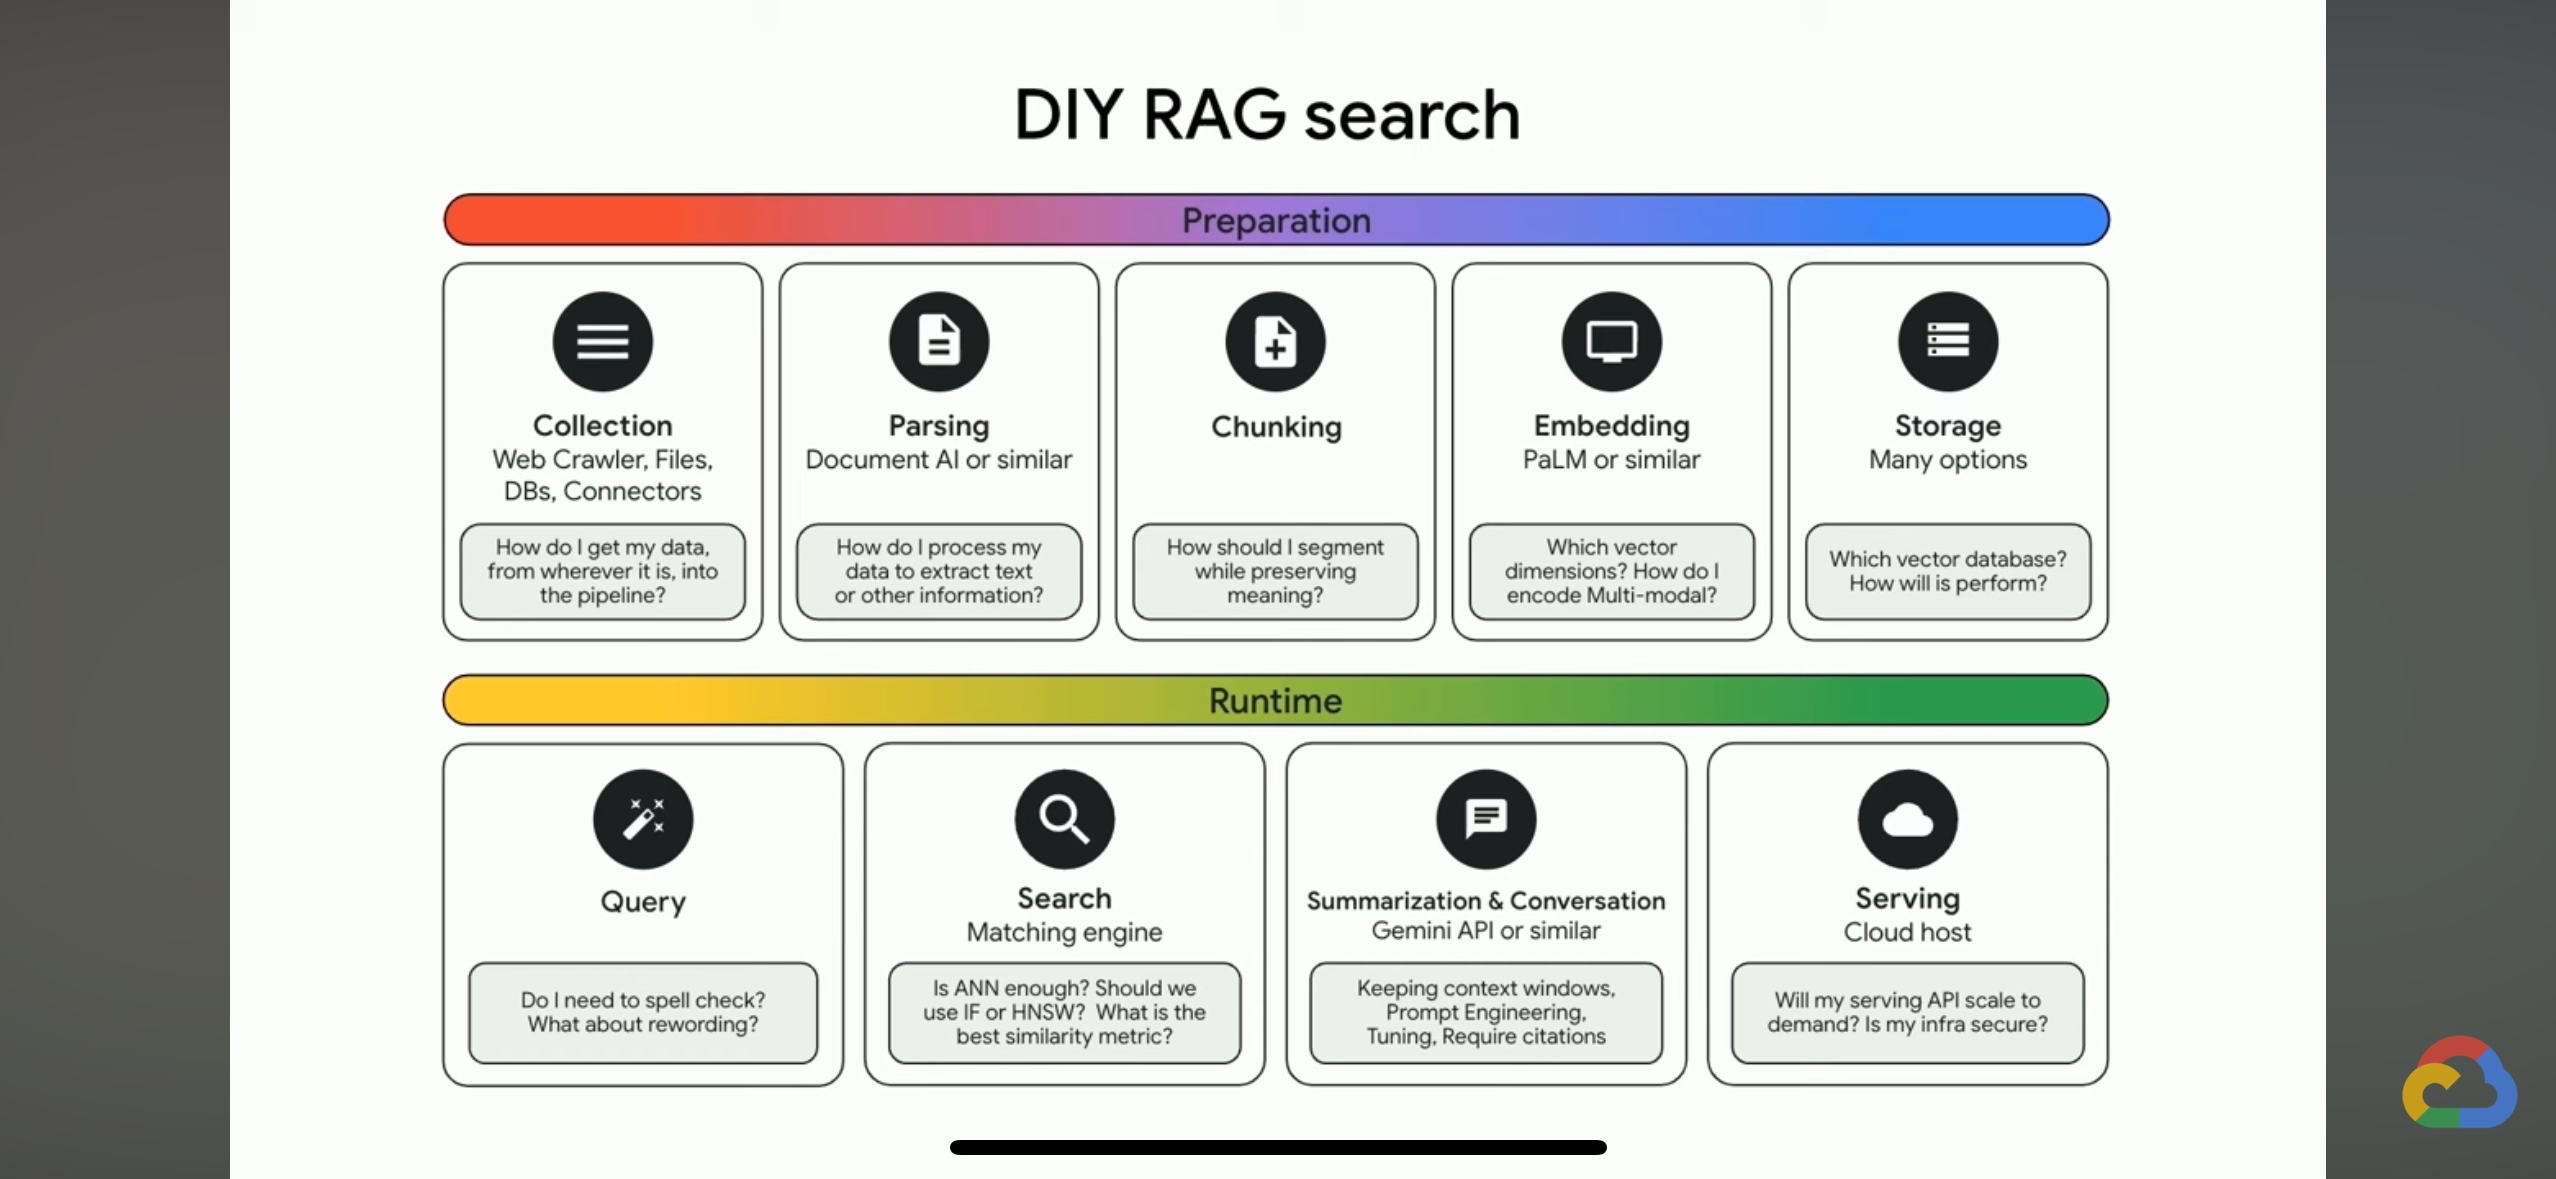 DIY RAG search
Preparation
Collection
Web Crawler, Files,
DBs, Connectors
How do I get my data,
from wherever it is, into
the pipeline?
Parsing
Document AI or similar
How do I process my
data to extract text
or other information?
Chunking
How should I segment
while preserving
meaning?
Embedding
PaLM or similar
Which vector
dimensions? How do I
encode Multi-modal?
Storage
Many options
Which vector database?
How will is perform?
Runtime
Query
Do I need to spell check?
What about rewording?
Search
Matching engine
Is ANN enough? Should we
use IF or HNSW? What is the
best similarity metric?
Summarization & Conversation
Gemini API or similar
Keeping context windows,
Prompt Engineering,
Tuning, Require citations
Serving
Cloud host
Will my serving API scale to
demand? Is my infra secure?